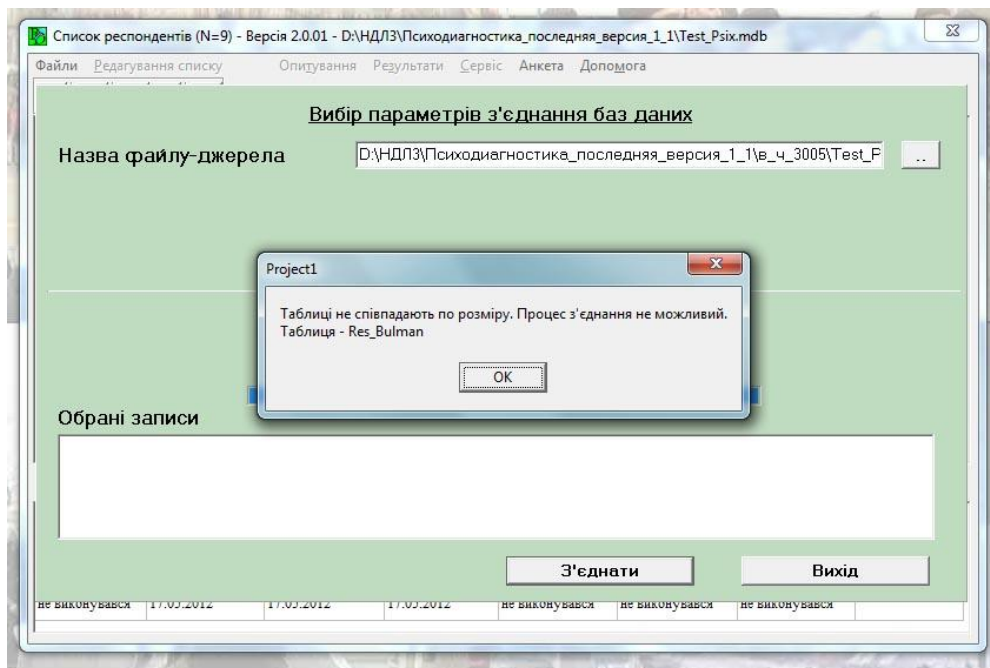 Список респондентів (N=9) - Версія 2.0.01 - D:\НДЛЗ\Психодиагностика_последняя_версия_1_1\Test_Psix.mdb
Файли Редагування списку Опитування Результати Сервіс Анкета Допомога
Вибір параметрів з'єднання баз даних
Назва файлу-джерела D:\НДЛЗ\Психодиагностика_последняя_версия_1_1\в_ч_3005\Test_P ..
Project1
Таблиці не співпадають по розміру. Процес з'єднання не можливий.
Таблиця - Res_Bulman
OK
Обрані записи
З'єднати Вихід
не виконувався 17.05.2012 17.05.2012 17.05.2012 не виконувався не виконувався не виконувався